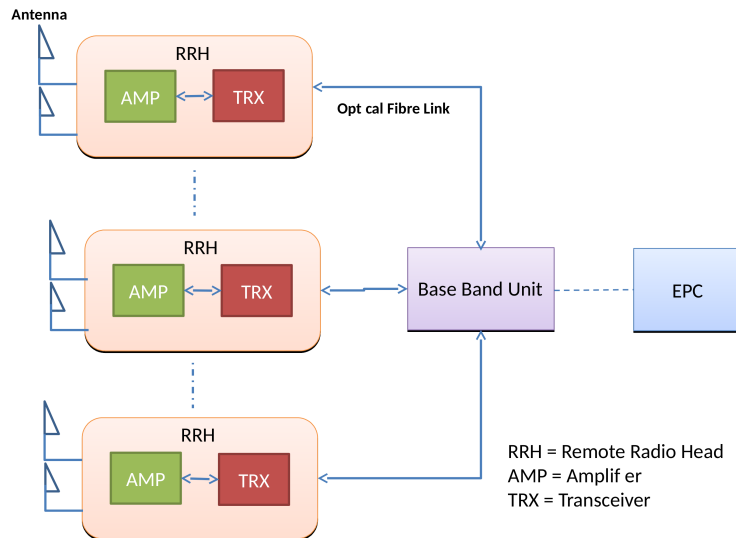 Antenna
RRH
AMP
TRX
Opt cal Fibre Link
RRH
AMP
TRX
Base Band Unit
EPC
RRH
AMP
TRX
RRH = Remote Radio Head
AMP = Amplif er
TRX = Transceiver